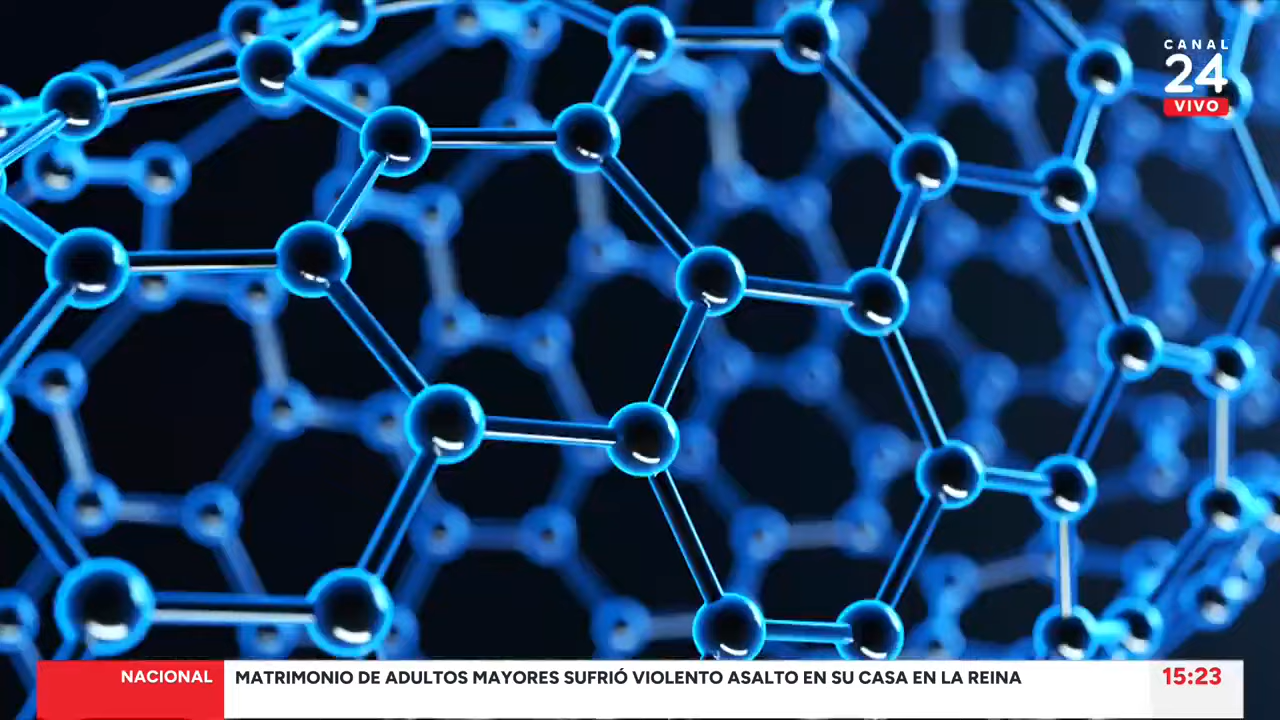 CANAL
24
VIVO
NACIONAL
MATRIMONIO DE ADULTOS MAYORES SUFRIÓ VIOLENTO ASALTO EN SU CASA EN LA REINA
15:23